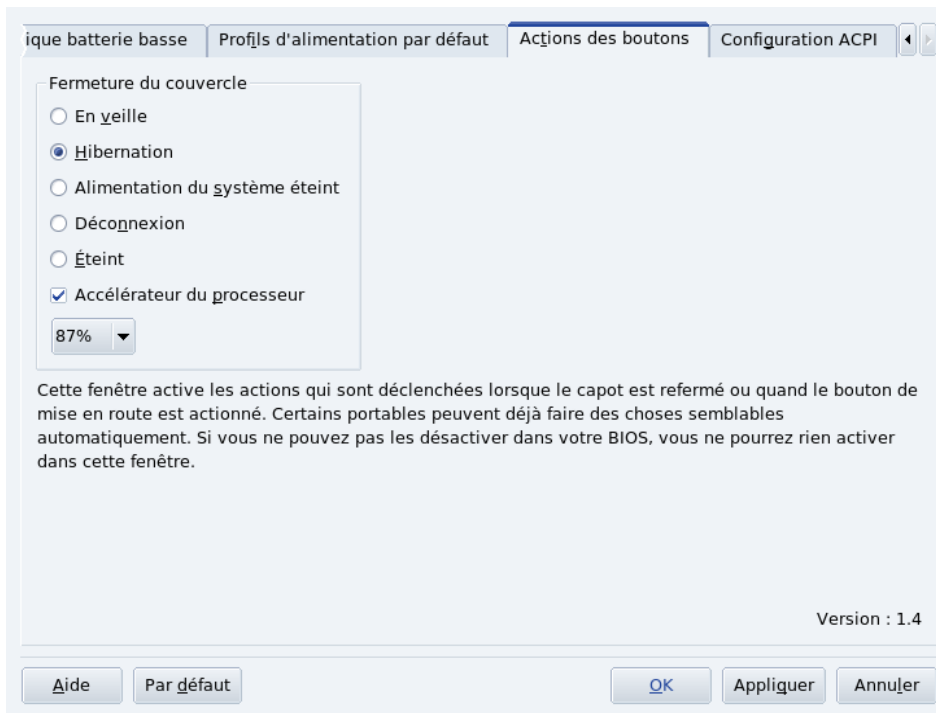 ique batterie basse
Profils d'alimentation par défaut
Actions des boutons
Configuration ACPI
Fermeture du couvercle
En veille
Hibernation
Alimentation du système éteint
Déconnexion
Éteint
Accélérateur du processeur
87%
Cette fenêtre active les actions qui sont déclenchées lorsque le capot est refermé ou quand le bouton de
mise en route est actionné. Certains portables peuvent déjà faire des choses semblables
automatiquement. Si vous ne pouvez pas les désactiver dans votre BIOS, vous ne pourrez rien activer
dans cette fenêtre.
Version : 1.4
Aide
Par défaut
OK
Appliquer
Annuler